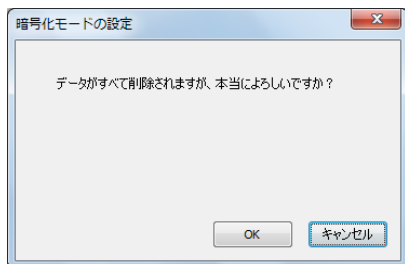 暗号化モードの設定
データがすべて削除されますが、本当によろしいですか？
OK
キャンセル